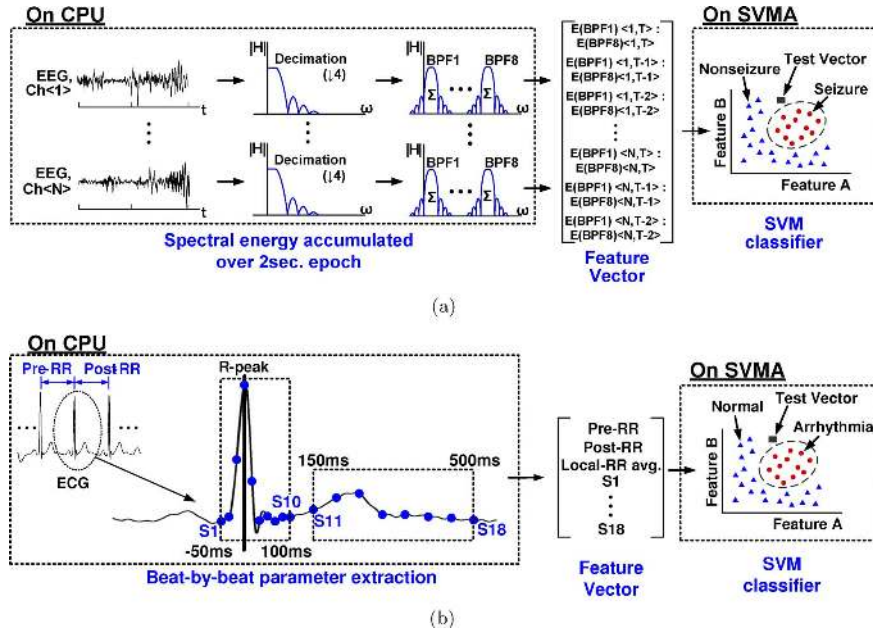 On CPU
On SVMA
EEG, Ch<1>
t
|H|
Decimation
(↓4)
ω
|H|
BPF1
BPF8
Σ
Σ
ω
EEG, Ch<N>
t
|H|
Decimation
(↓4)
ω
|H|
BPF1
BPF8
Σ
Σ
ω
Spectral energy accumulated
over 2sec. epoch
E(BPF1) <1,T> :
E(BPF8)<1,T>
E(BPF1) <1,T-1> :
E(BPF8)<1,T-1>
E(BPF1) <1,T-2> :
E(BPF8)<1,T-2>
E(BPF1) <N,T> :
E(BPF8)<N,T>
E(BPF1) <N,T-1> :
E(BPF8)<N,T-1>
E(BPF1) <N,T-2> :
E(BPF8)<N,T-2>
Feature
Vector
Nonseizure
Test Vector
Seizure
Feature B
Feature A
SVM
classifier
(a)
On CPU
Pre-RR
Post-RR
ECG
R-peak
S1
-50ms
S10
100ms
150ms
S11
500ms
S18
Beat-by-beat parameter extraction
Pre-RR
Post-RR
Local-RR avg.
S1
S18
Feature
Vector
On SVMA
Normal
Test Vector
Arrhythmia
Feature B
Feature A
SVM
classifier
(b)